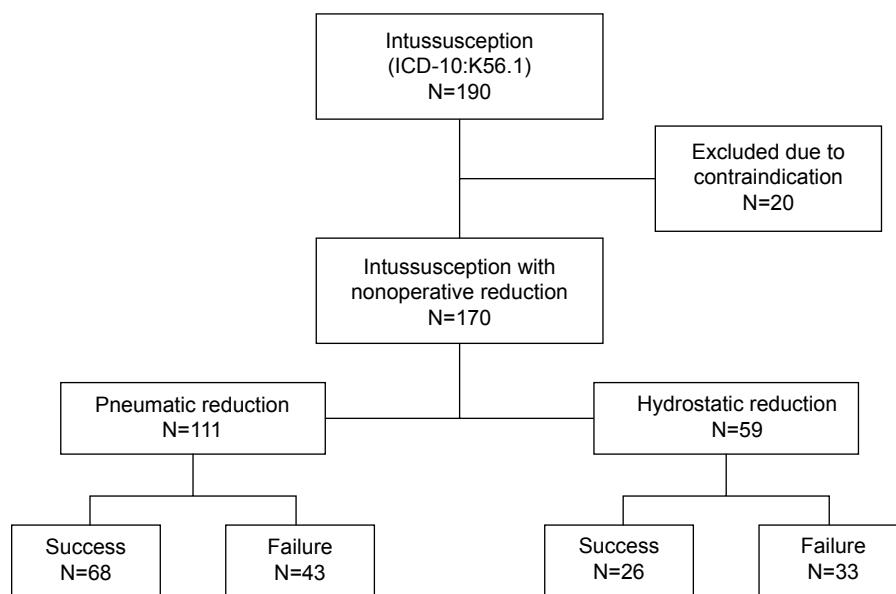 Intussusception
(ICD-10:K56.1)
N=190
Excluded due to
contraindication
N=20
Intussusception with
nonoperative reduction
N=170
Pneumatic reduction
N=111
Hydrostatic reduction
N=59
Success
N=68
Failure
N=43
Success
N=26
Failure
N=33